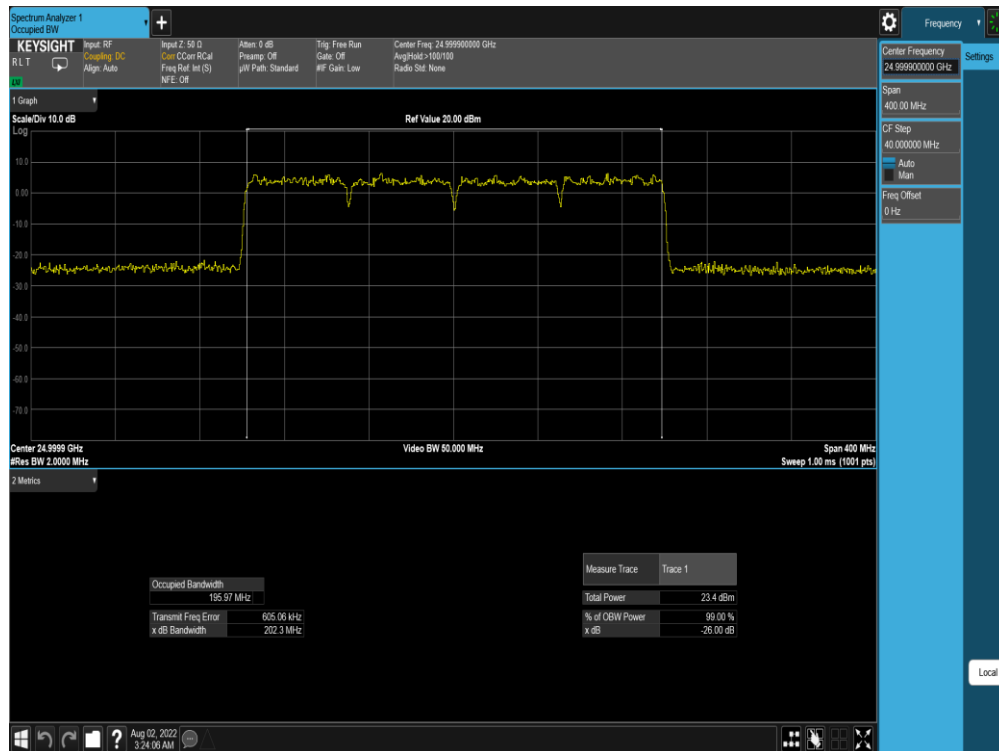 Spectrum Analyzer 1
Occupied BW
Frequency
KEYSIGHT
R L T
LXI
Input: RF
Coupling: DC
Align: Auto
Input Z: 50 Ω
Corr CCorr RCal
Freq Ref: Int (S)
NFE: Off
Atten: 0 dB
Preamp: Off
µW Path: Standard
Trig: Free Run
Gate: Off
#IF Gain: Low
Center Freq: 24.999900000 GHz
Avg|Hold:>100/100
Radio Std: None
Center Frequency
24.999900000 GHz
Settings
Span
400.00 MHz
CF Step
40.000000 MHz
Auto
Man
Freq Offset
0 Hz
1 Graph
Scale/Div 10.0 dB
Ref Value 20.00 dBm
Log
10.0
0.00
-10.0
-20.0
-30.0
-40.0
-50.0
-60.0
-70.0
Center 24.9999 GHz
#Res BW 2.0000 MHz
Video BW 50.000 MHz
Span 400 MHz
Sweep 1.00 ms (1001 pts)
2 Metrics
Occupied Bandwidth
195.97 MHz
Transmit Freq Error 605.06 kHz
x dB Bandwidth 202.3 MHz
Measure Trace Trace 1
Total Power 23.4 dBm
% of OBW Power 99.00 %
x dB -26.00 dB
Local
Aug 02, 2022
3:24:06 AM